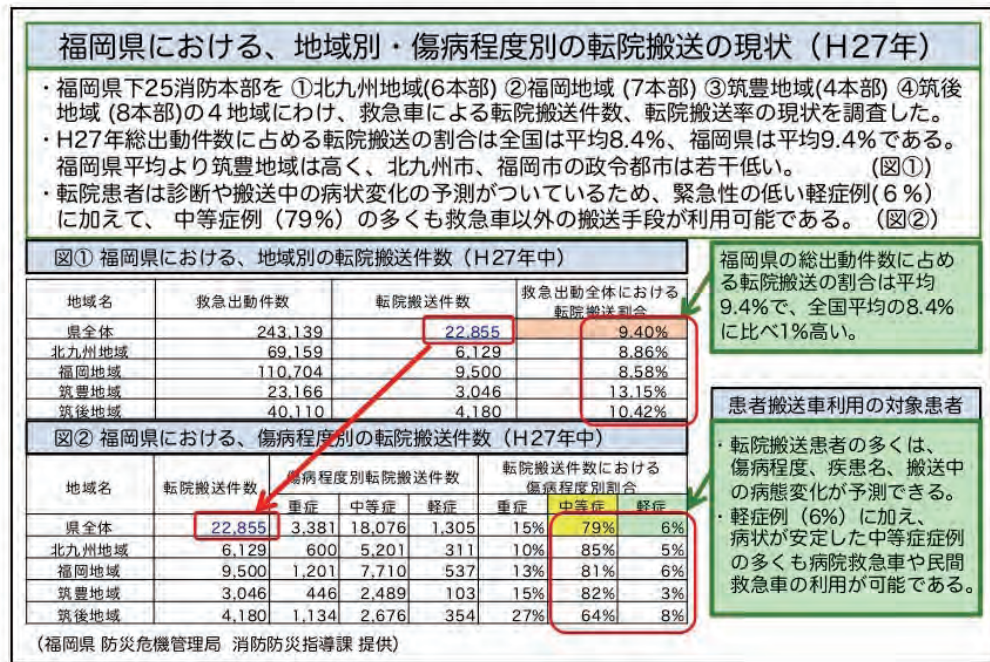 福岡県における、地域別・傷病程度別の転院搬送の現状（H27年）
・福岡県下25消防本部を ①北九州地域(6本部) ②福岡地域 (7本部) ③筑豊地域(4本部) ④筑後
地域 (8本部)の４地域にわけ、救急車による転院搬送件数、転院搬送率の現状を調査した。
・H27年総出動件数に占める転院搬送の割合は全国は平均8.4%、福岡県は平均9.4%である。
福岡県平均より筑豊地域は高く、北九州市、福岡市の政令都市は若干低い。 (図①)
・転院患者は診断や搬送中の病状変化の予測がついているため、緊急性の低い軽症例(６%)
に加えて、 中等症例（79%）の多くも救急車以外の搬送手段が利用可能である。（図②）
図① 福岡県における、地域別の転院搬送件数（H27年中）
地域名 救急出動件数 転院搬送件数 救急出動全体における
転院搬送割合
県全体 243,139 22,855 9.40%
北九州地域 69,159 6,129 8.86%
福岡地域 110,704 9,500 8.58%
筑豊地域 23,166 3,046 13.15%
筑後地域 40,110 4,180 10.42%
福岡県の総出動件数に占め
る転院搬送の割合は平均
9.4%で、全国平均の8.4%
に比べ1%高い。
図② 福岡県における、傷病程度別の転院搬送件数（H27年中）
地域名 転院搬送件数 傷病程度別転院搬送件数 転院搬送件数における
傷病程度別割合
重症 中等症 軽症 重症 中等症 軽症
県全体 22,855 3,381 18,076 1,305 15% 79% 6%
北九州地域 6,129 600 5,201 311 10% 85% 5%
福岡地域 9,500 1,201 7,710 537 13% 81% 6%
筑豊地域 3,046 446 2,489 103 15% 82% 3%
筑後地域 4,180 1,134 2,676 354 27% 64% 8%
患者搬送車利用の対象患者
・転院搬送患者の多くは、
傷病程度、疾患名、搬送中
の病態変化が予測できる。
・軽症例（6%）に加え、
病状が安定した中等症症例
の多くも病院救急車や民間
救急車の利用が可能である。
（福岡県 防災危機管理局 消防防災指導課 提供）